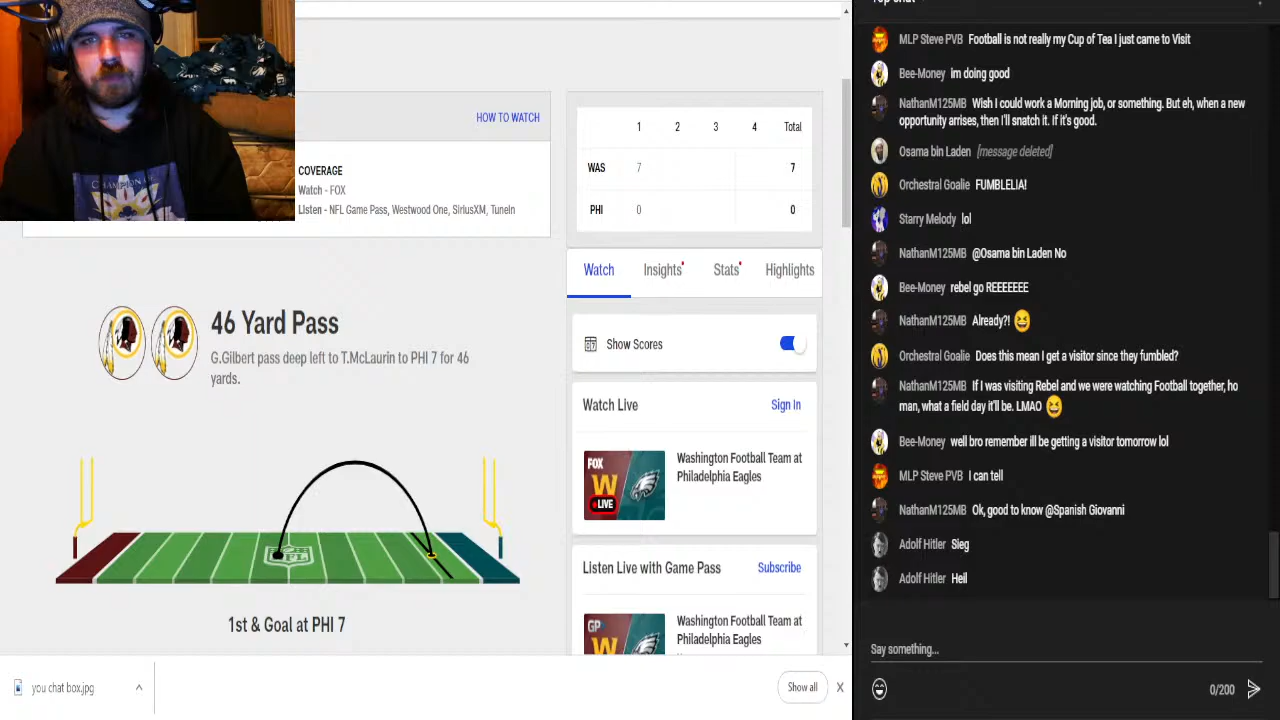 CHAMPION OF
HOW TO WATCH
COVERAGE
Watch - FOX
Listen - NFL Game Pass, Westwood One, SiriusXM, TuneIn
1 2 3 4 Total
WAS 7 7
PHI 0 0
Watch Insights Stats Highlights
46 Yard Pass
G.Gilbert pass deep left to T.McLaurin to PHI 7 for 46
yards.
NFL
1st & Goal at PHI 7
Show Scores
Watch Live Sign In
FOX
W
LIVE
Washington Football Team at
Philadelphia Eagles
Listen Live with Game Pass Subscribe
GP
W
Washington Football Team at
Philadelphia Eagles
you chat box.jpg
Show all X
MLP Steve PVB Football is not really my Cup of Tea I just came to Visit
Bee-Money im doing good
NathanM125MB Wish I could work a Morning job, or something. But eh, when a new
opportunity arrises, then I'll snatch it. If it's good.
Osama bin Laden [message deleted]
Orchestral Goalie FUMBLELIA!
Starry Melody lol
NathanM125MB @Osama bin Laden No
Bee-Money rebel go REEEEEEE
NathanM125MB Already?!
Orchestral Goalie Does this mean I get a visitor since they fumbled?
NathanM125MB If I was visiting Rebel and we were watching Football together, ho
man, what a field day it'll be. LMAO
Bee-Money well bro remember ill be getting a visitor tomorrow lol
MLP Steve PVB I can tell
NathanM125MB Ok, good to know @Spanish Giovanni
Adolf Hitler Sieg
Adolf Hitler Heil
Say something...
0/200